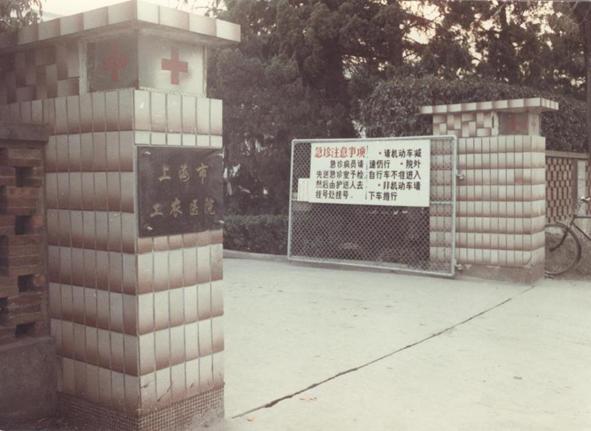 上海市
工农医院
急诊注意事项
急诊病员请
先送急诊室予检
然后由护送人去
挂号处挂号
·请机动车减
速 行 ·院外
自行车不准进入
·非机动车请
下车推行